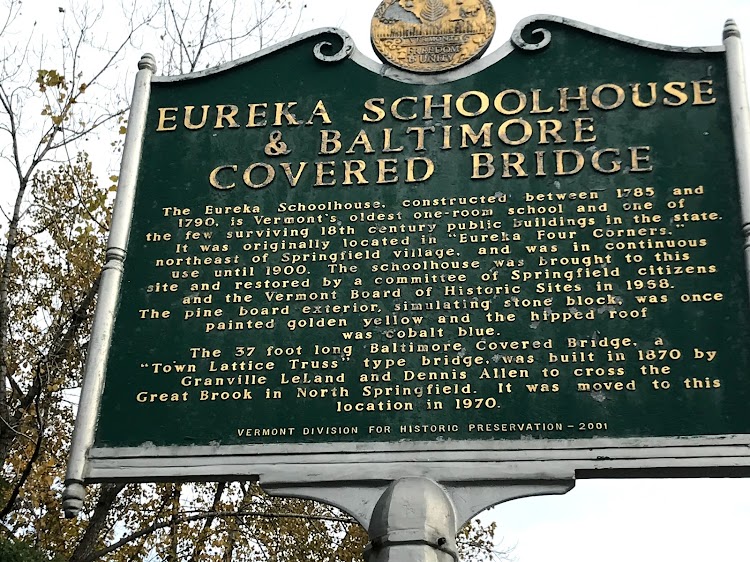 VERMONT
FREEDOM
& UNITY
EUREKA SCHOOLHOUSE
& BALTIMORE
COVERED BRIDGE
The Eureka Schoolhouse, constructed between 1785 and
1790, is Vermont's oldest one-room school and one of
the few surviving 18th century public buildings in the state.
It was originally located in "Eureka Four Corners,"
northeast of Springfield village, and was in continuous
use until 1900. The schoolhouse was brought to this
site and restored by a committee of Springfield citizens
and the Vermont Board of Historic Sites in 1958.
The pine board exterior, simulating stone block, was once
painted golden yellow and the hipped roof
was cobalt blue.
The 37 foot long Baltimore Covered Bridge, a
"Town Lattice Truss" type bridge, was built in 1870 by
Granville LeLand and Dennis Allen to cross the
Great Brook in North Springfield. It was moved to this
location in 1970.
VERMONT DIVISION FOR HISTORIC PRESERVATION – 2001